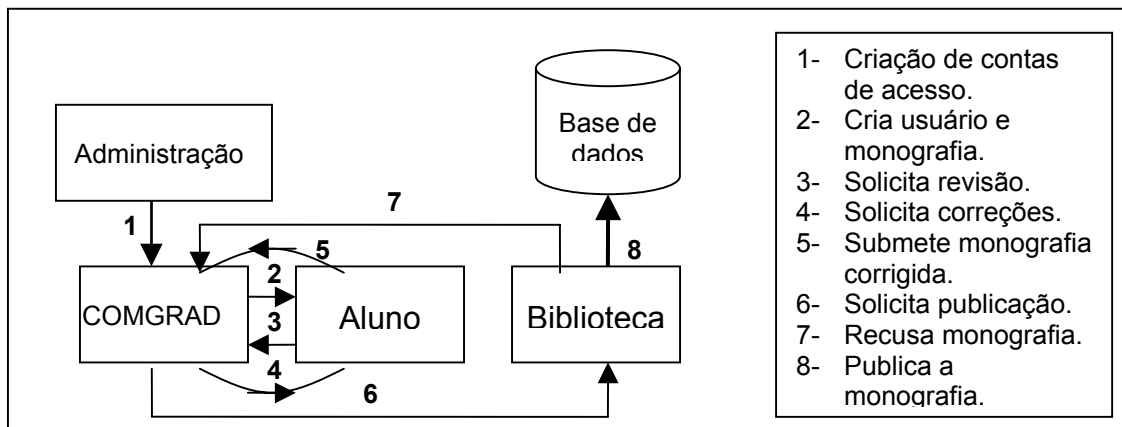 Administração
Base de
dados
1
7
5
8
2
COMGRAD
Aluno
Biblioteca
3
4
6
1- Criação de contas
de acesso.
2- Cria usuário e
monografia.
3- Solicita revisão.
4- Solicita correções.
5- Submete monografia
corrigida.
6- Solicita publicação.
7- Recusa monografia.
8- Publica a
monografia.